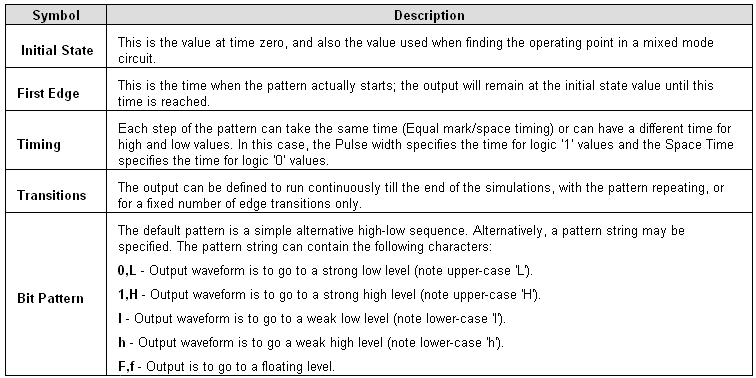 Symbol Description
Initial State
This is the value at time zero, and also the value used when finding the operating point in a mixed mode
circuit.
First Edge
This is the time when the pattern actually starts; the output will remain at the initial state value until this
time is reached.
Timing
Each step of the pattern can take the same time (Equal mark/space timing) or can have a different time for
high and low values. In this case, the Pulse width specifies the time for logic '1' values and the Space Time
specifies the time for logic '0' values.
Transitions
The output can be defined to run continuously till the end of the simulations, with the pattern repeating, or
for a fixed number of edge transitions only.
Bit Pattern
The default pattern is a simple alternative high-low sequence. Alternatively, a pattern string may be
specified. The pattern string can contain the following characters:
0,L - Output waveform is to go to a strong low level (note upper-case 'L').
1,H - Output waveform is to go to a strong high level (note upper-case 'H').
l - Output waveform is to go to a weak low level (note lower-case 'l').
h - Output waveform is to go a weak high level (note lower-case 'h').
F,f - Output is to go to a floating level.